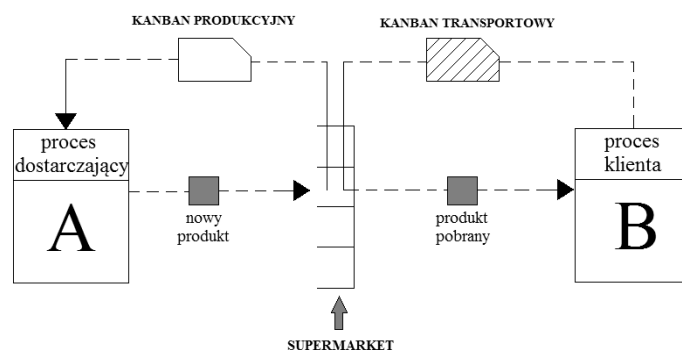 KANBAN PRODUKCYJNY
KANBAN TRANSPORTOWY
proces
dostarczający
A
nowy
produkt
produkt
pobrany
proces
klienta
B
SUPERMARKET